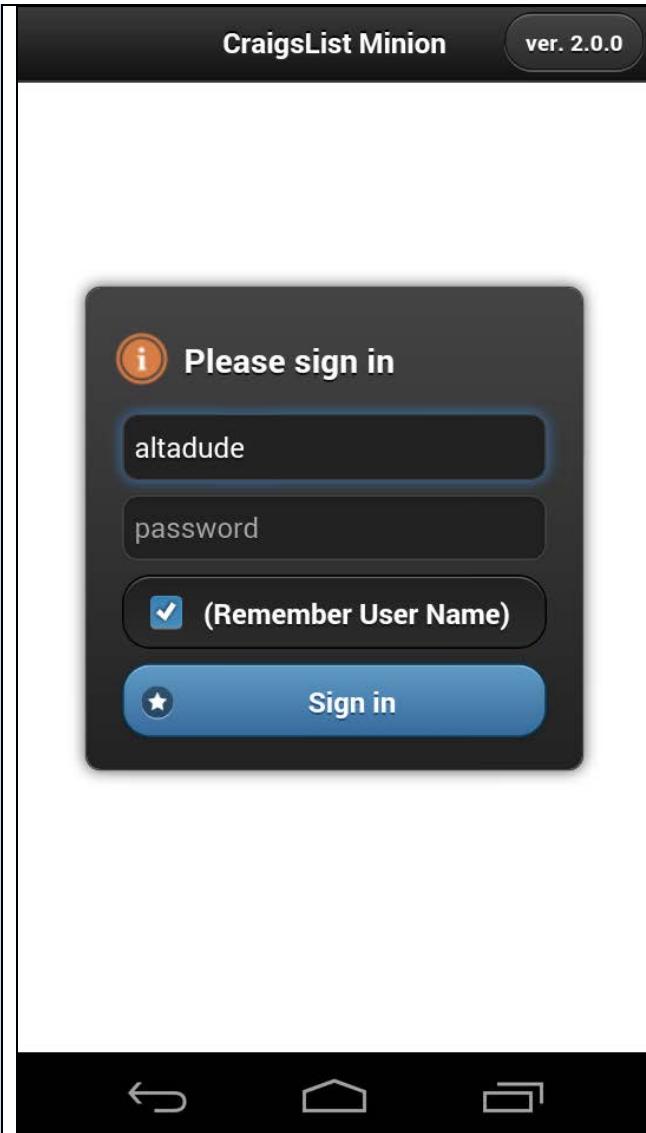 CraigsList Minion ver. 2.0.0
i Please sign in
altadude
password
(Remember User Name)
Sign in